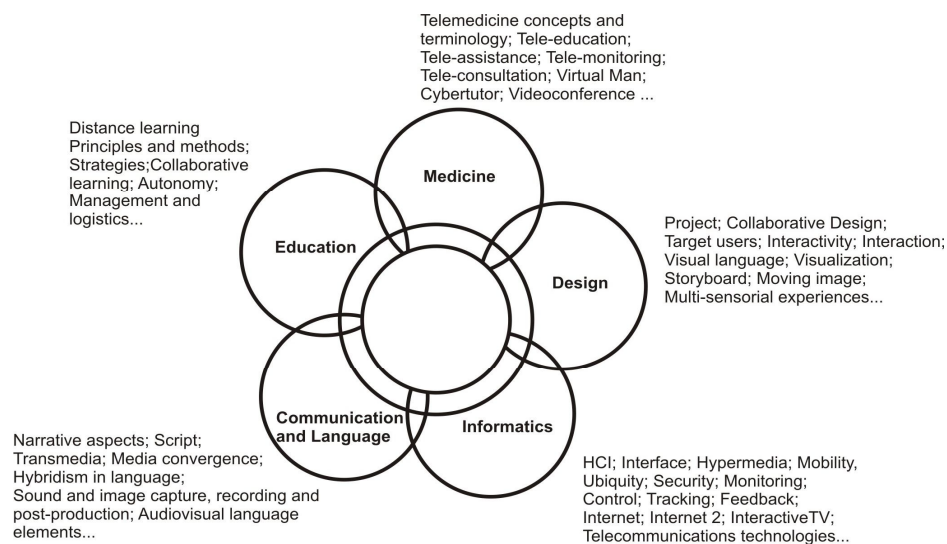 Telemedicine concepts and
terminology; Tele-education;
Tele-assistance; Tele-monitoring;
Tele-consultation; Virtual Man;
Cybertutor; Videoconference ...
Distance learning
Principles and methods;
Strategies;Collaborative
learning; Autonomy;
Management and
logistics...
Medicine
Education
Project; Collaborative Design;
Target users; Interactivity; Interaction;
Visual language; Visualization;
Storyboard; Moving image;
Multi-sensorial experiences...
Design
Communication
and Language
Informatics
Narrative aspects; Script;
Transmedia; Media convergence;
Hybridism in language;
Sound and image capture, recording and
post-production; Audiovisual language
elements...
HCI; Interface; Hypermedia; Mobility,
Ubiquity; Security; Monitoring;
Control; Tracking; Feedback;
Internet; Internet 2; InteractiveTV;
Telecommunications technologies...